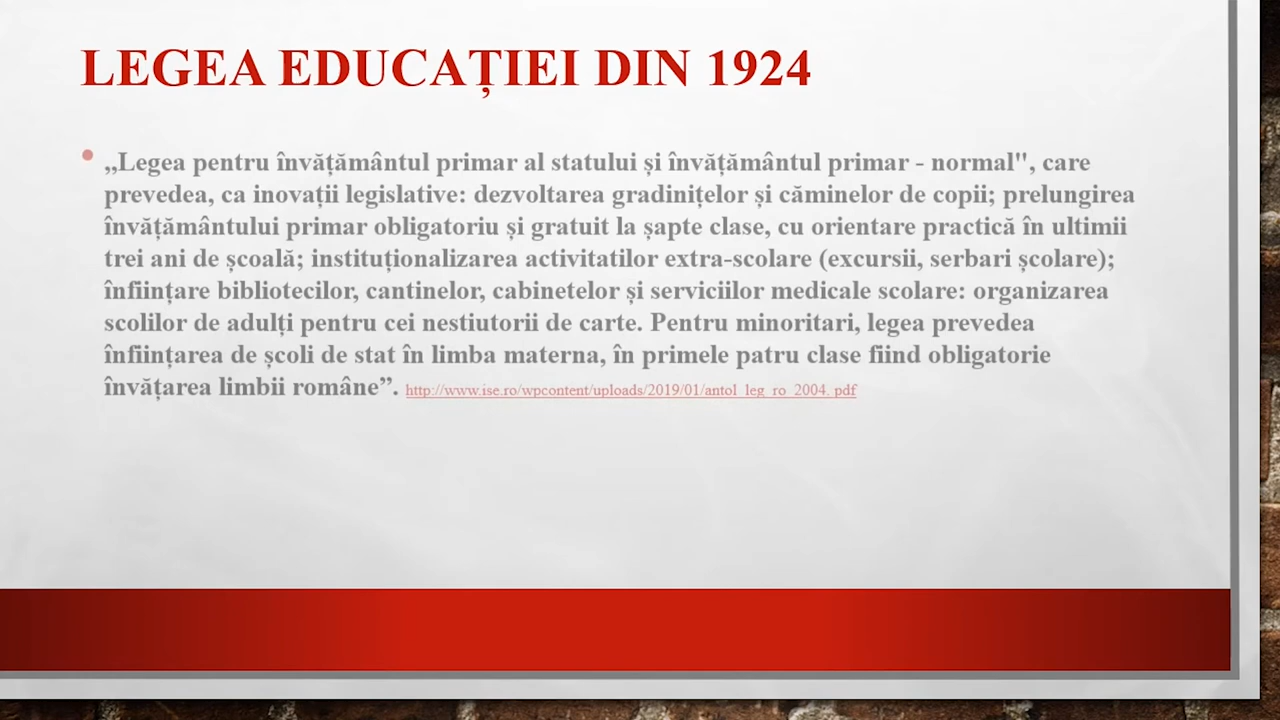 LEGEA EDUCAȚIEI DIN 1924
„Legea pentru învățământul primar al statului și învățământul primar - normal", care
prevedea, ca inovații legislative: dezvoltarea gradinițelor și căminelor de copii; prelungirea
învățământului primar obligatoriu și gratuit la șapte clase, cu orientare practică în ultimii
trei ani de școală; instituționalizarea activitatilor extra-scolare (excursii, serbari școlare);
înființare bibliotecilor, cantinelor, cabinetelor și serviciilor medicale scolare: organizarea
scolilor de adulți pentru cei nestiutorii de carte. Pentru minoritari, legea prevedea
înființarea de școli de stat în limba materna, în primele patru clase fiind obligatorie
învățarea limbii române”. http://www.ise.ro/wpcontent/uploads/2019/01/antol_leg_ro_2004. pdf